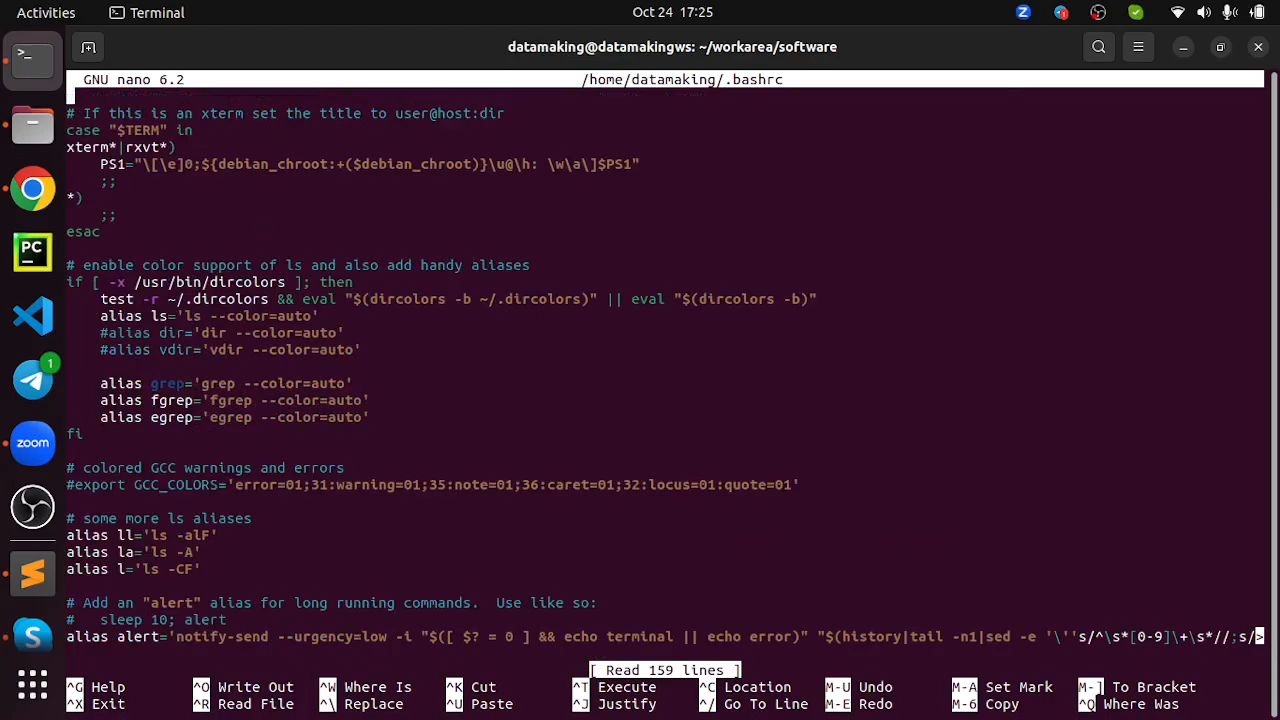 Activities Terminal Oct 24 17:25
datamaking@datamakingws: ~/workarea/software
GNU nano 6.2 /home/datamaking/.bashrc
# If this is an xterm set the title to user@host:dir
case "$TERM" in
xterm*|rxvt*)
    PS1="\[\e]0;${debian_chroot:+($debian_chroot)}\u@\h: \w\a\]$PS1"
    ;;
*)
    ;;
esac
# enable color support of ls and also add handy aliases
if [ -x /usr/bin/dircolors ]; then
    test -r ~/.dircolors && eval "$(dircolors -b ~/.dircolors)" || eval "$(dircolors -b)"
    alias ls='ls --color=auto'
    #alias dir='dir --color=auto'
    #alias vdir='vdir --color=auto'
    alias grep='grep --color=auto'
    alias fgrep='fgrep --color=auto'
    alias egrep='egrep --color=auto'
fi
# colored GCC warnings and errors
#export GCC_COLORS='error=01;31:warning=01;35:note=01;36:caret=01;32:locus=01:quote=01'
# some more ls aliases
alias ll='ls -alF'
alias la='ls -A'
alias l='ls -CF'
# Add an "alert" alias for long running commands.  Use like so:
#   sleep 10; alert
alias alert='notify-send --urgency=low -i "$([ $? = 0 ] && echo terminal || echo error)" "$(history|tail -n1|sed -e '\''s/^\s*[0-9]\+\s*//;s/>
[ Read 159 lines ]
^G Help ^O Write Out ^W Where Is ^K Cut ^T Execute ^C Location M-U Undo M-A Set Mark M-] To Bracket
^X Exit ^R Read File ^\ Replace ^U Paste ^J Justify ^/ Go To Line M-E Redo M-6 Copy ^Q Where Was
PC
1
zoom